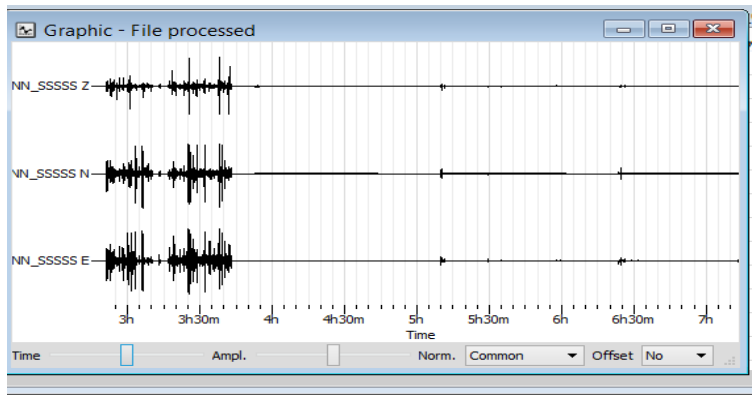 Graphic - File processed
NN_SSSSS Z
NN_SSSSS N
NN_SSSSS E
3h 3h30m 4h 4h30m 5h 5h30m 6h 6h30m 7h
Time
Time Ampl. Norm. Common Offset No